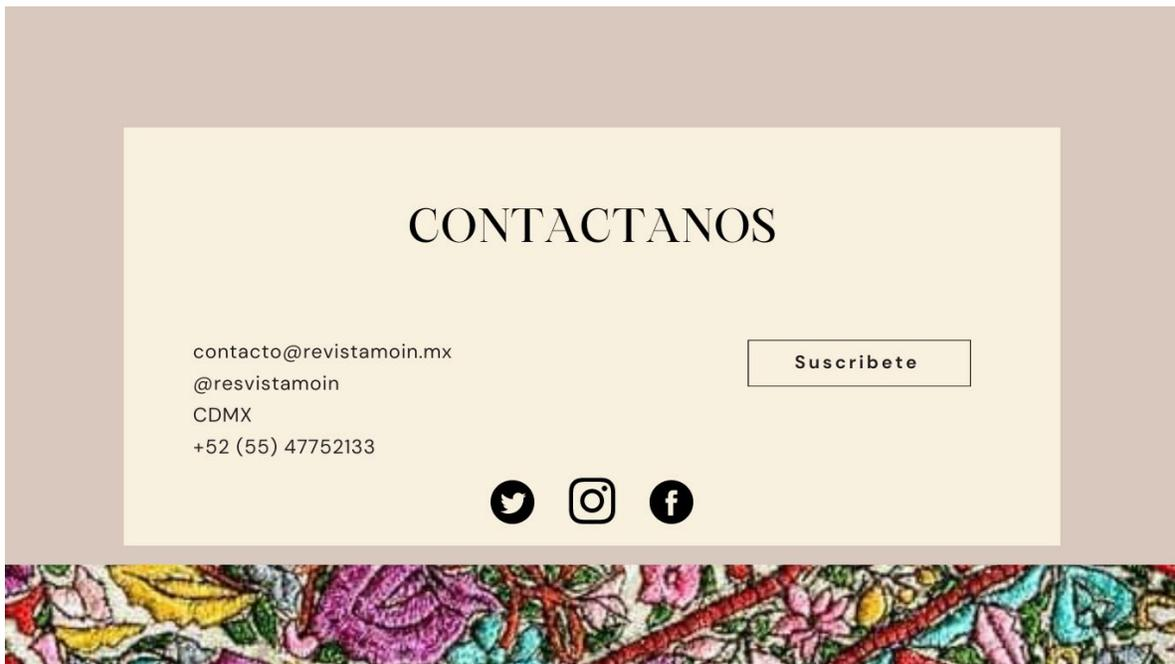 CONTACTANOS
contacto@revistamoin.mx
@resvistamoin
CDMX
+52 (55) 47752133
Suscribete